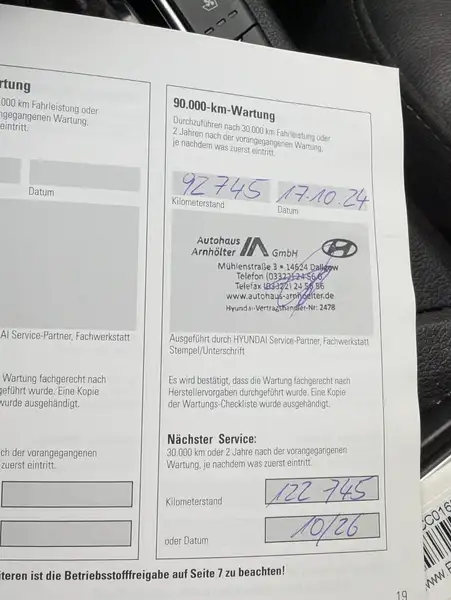 rtung
.000 km Fahrleistung oder
angegangenen Wartung,
eintritt.
Datum
AI Service-Partner, Fachwerkstatt
Wartung fachgerecht nach
geführt wurde. Eine Kopie
wurde ausgehändigt.
ch der vorangegangenen
zuerst eintritt.
90.000-km-Wartung
Durchzuführen nach 30.000 km Fahrleistung oder
2 Jahren nach der vorangegangenen Wartung,
je nachdem was zuerst eintritt.
92745 17.10.24
Kilometerstand Datum
Autohaus
Arnhölter GmbH
Mühlenstraße 3 • 14624 Dallgow
Telefon (03322) 24 56 0
Telefax (03322) 24 56 56
www.autohaus-arnhölter.de
Hyundai-Vertragshändler-Nr: 2478
Ausgeführt durch HYUNDAI Service-Partner, Fachwerkstatt
Stempel/Unterschrift
Es wird bestätigt, dass die Wartung fachgerecht nach
Herstellervorgaben durchgeführt wurde. Eine Kopie
der Wartungs-Checkliste wurde ausgehändigt.
Nächster Service:
30.000 km oder 2 Jahre nach der vorangegangenen
Wartung, je nachdem was zuerst eintritt.
Kilometerstand 122 745
oder Datum 10/26
iteren ist die Betriebsstofffreigabe auf Seite 7 zu beachten!
19